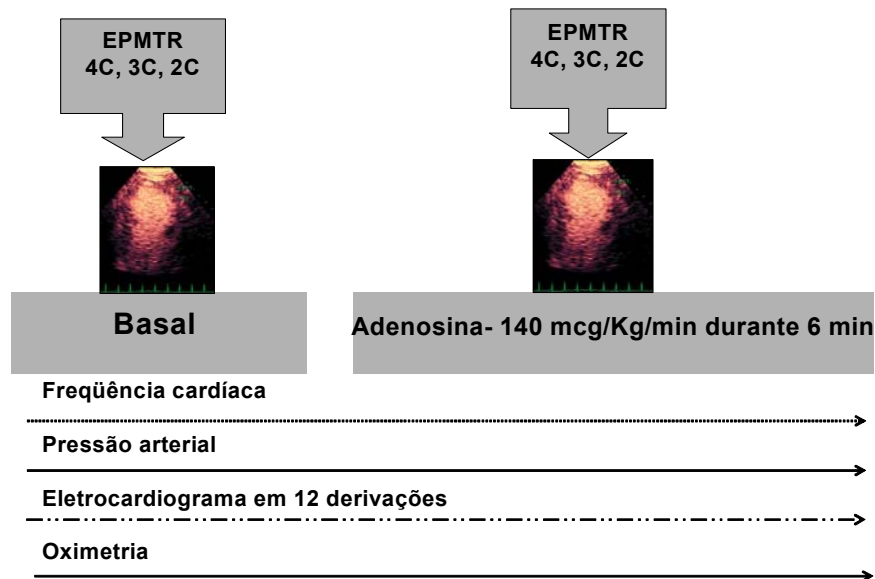 EPMTR
4C, 3C, 2C
EPMTR
4C, 3C, 2C
Basal
Adenosina- 140 mcg/Kg/min durante 6 min
Freqüência cardíaca
Pressão arterial
Eletrocardiograma em 12 derivações
Oximetria